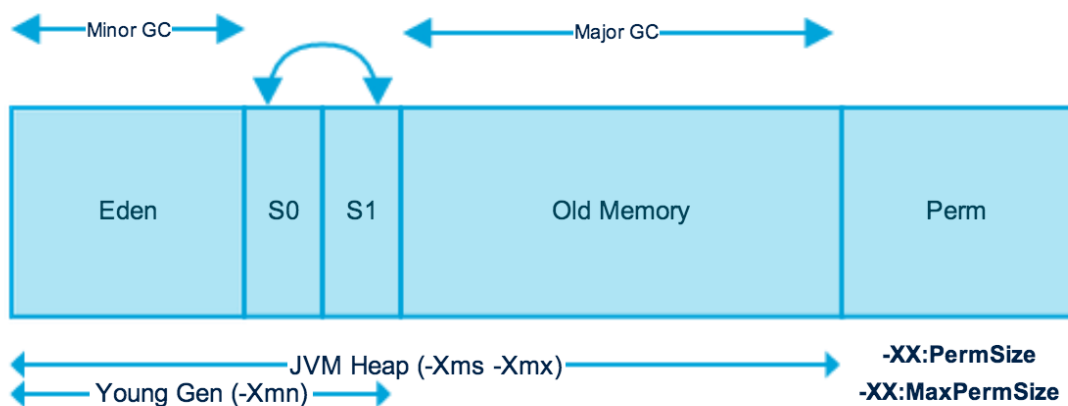 Minor GC
Major GC
Eden
S0
S1
Old Memory
Perm
JVM Heap (-Xms -Xmx)
-XX:PermSize
Young Gen (-Xmn)
-XX:MaxPermSize